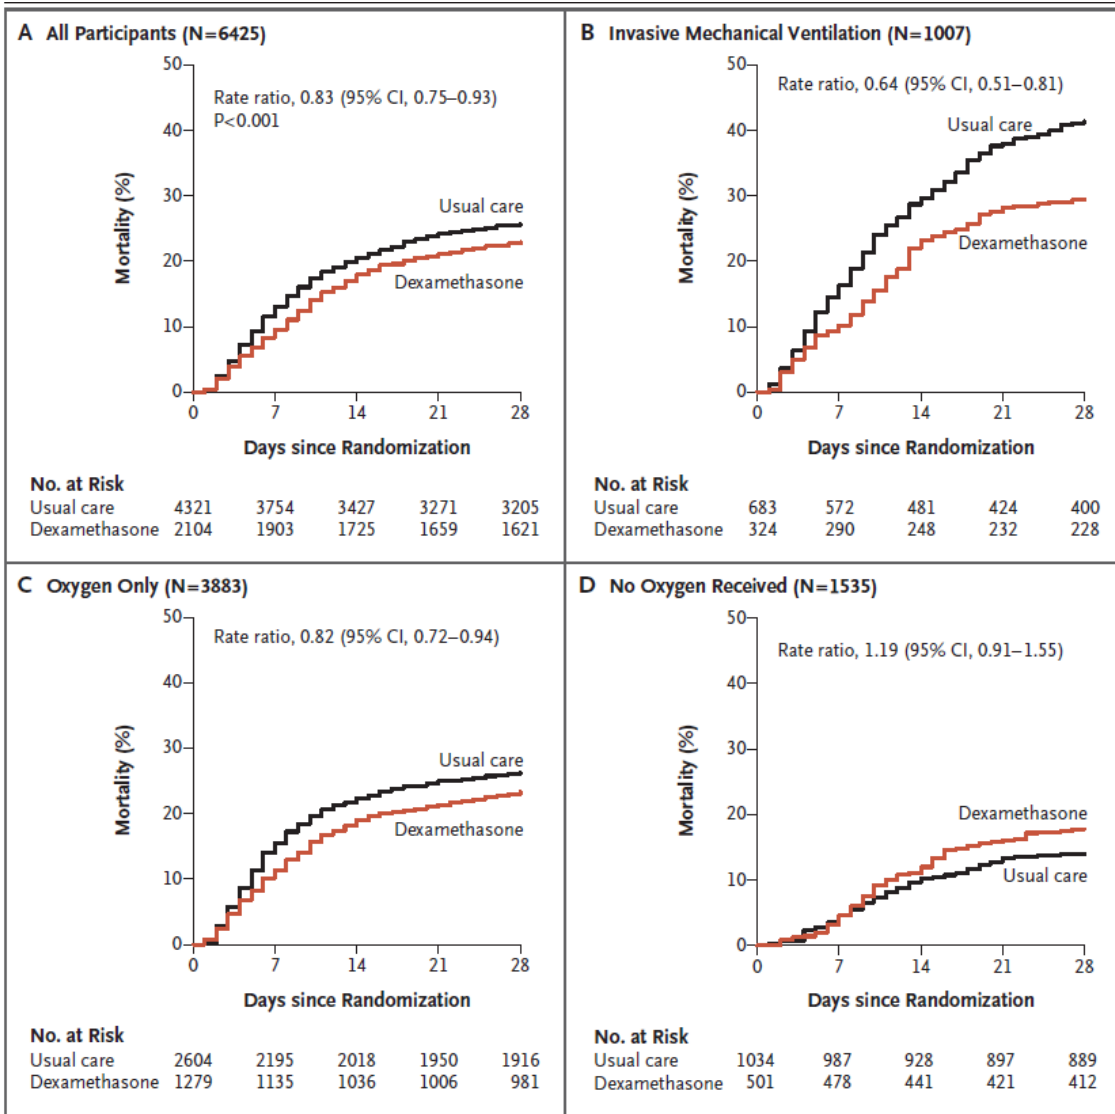 A All Participants (N=6425)
50
40
30
20
10
0
Mortality (%)
Rate ratio, 0.83 (95% CI, 0.75–0.93)
P<0.001
Usual care
Dexamethasone
0 7 14 21 28
Days since Randomization
No. at Risk
Usual care 4321 3754 3427 3271 3205
Dexamethasone 2104 1903 1725 1659 1621
B Invasive Mechanical Ventilation (N=1007)
50
40
30
20
10
0
Mortality (%)
Rate ratio, 0.64 (95% CI, 0.51–0.81)
Usual care
Dexamethasone
0 7 14 21 28
Days since Randomization
No. at Risk
Usual care 683 572 481 424 400
Dexamethasone 324 290 248 232 228
C Oxygen Only (N=3883)
50
40
30
20
10
0
Mortality (%)
Rate ratio, 0.82 (95% CI, 0.72–0.94)
Usual care
Dexamethasone
0 7 14 21 28
Days since Randomization
No. at Risk
Usual care 2604 2195 2018 1950 1916
Dexamethasone 1279 1135 1036 1006 981
D No Oxygen Received (N=1535)
50
40
30
20
10
0
Mortality (%)
Rate ratio, 1.19 (95% CI, 0.91–1.55)
Dexamethasone
Usual care
0 7 14 21 28
Days since Randomization
No. at Risk
Usual care 1034 987 928 897 889
Dexamethasone 501 478 441 421 412